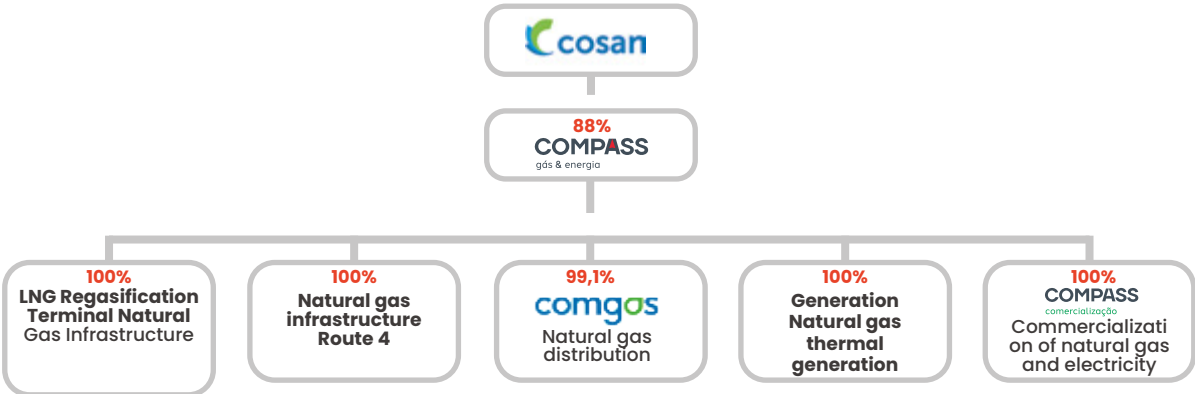 cosan
88%
COMPASS
gás & energia
100%
LNG Regasification
Terminal Natural
Gas Infrastructure
100%
Natural gas
infrastructure
Route 4
99,1%
comgas
Natural gas
distribution
100%
Generation
Natural gas
thermal
generation
100%
COMPASS
comercialização
Commercializati
on of natural gas
and electricity